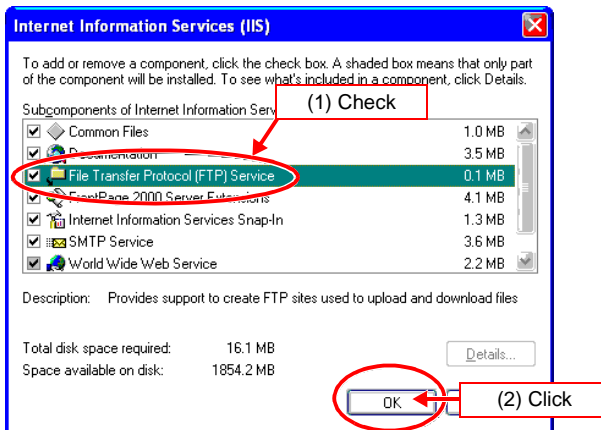 Internet Information Services (IIS)
To add or remove a component, click the check box. A shaded box means that only part
of the component will be installed. To see what's included in a component, click Details.
Subcomponents of Internet Information Serv
(1) Check
Common Files 1.0 MB
Documentation 3.5 MB
File Transfer Protocol (FTP) Service 0.1 MB
FrontPage 2000 Server Extensions 4.1 MB
Internet Information Services Snap-In 1.3 MB
SMTP Service 3.6 MB
World Wide Web Service 2.2 MB
Description: Provides support to create FTP sites used to upload and download files
Total disk space required: 16.1 MB
Details...
Space available on disk: 1854.2 MB
OK
(2) Click